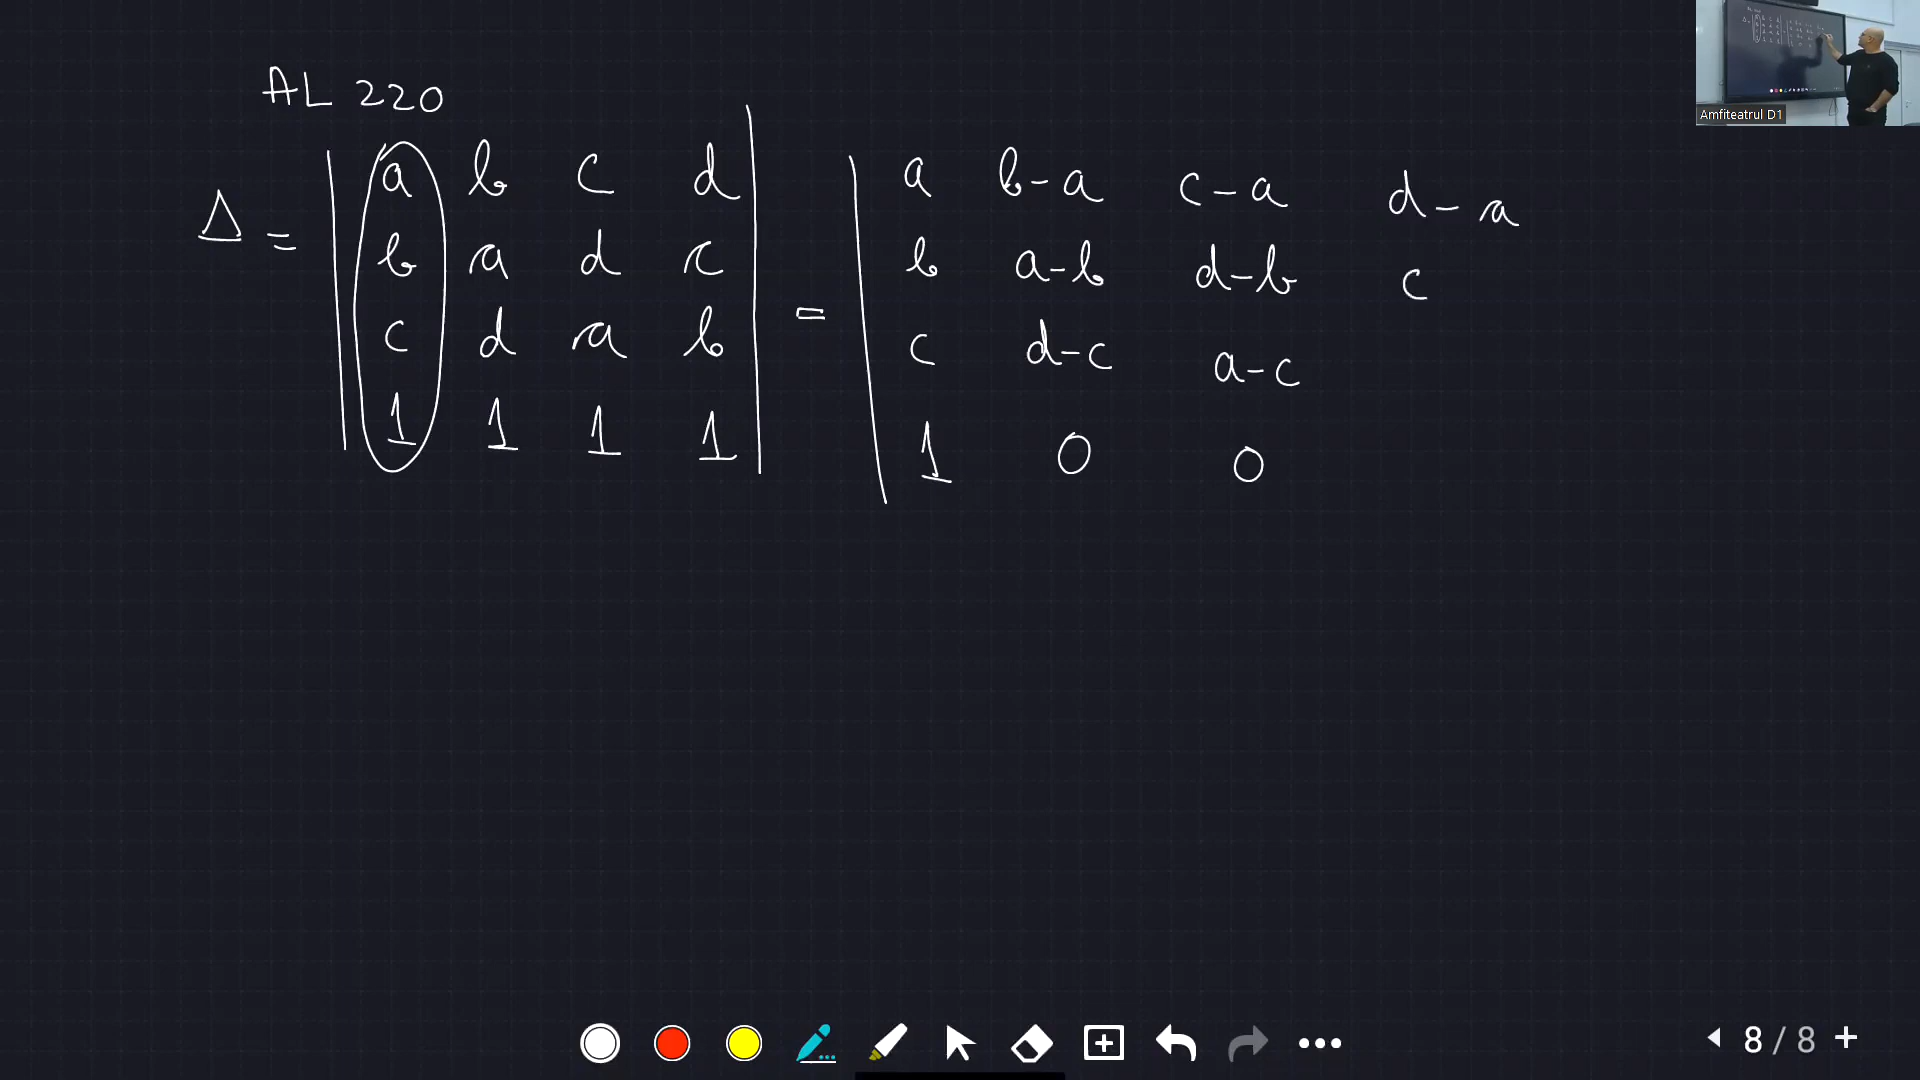 AL 220
Δ = | a b c d | = | a b-a c-a d-a
b a d c b a-b d-b c
c d a b c d-c a-c
1 1 1 1 1 0 0
Amfiteatrul D1
8 / 8